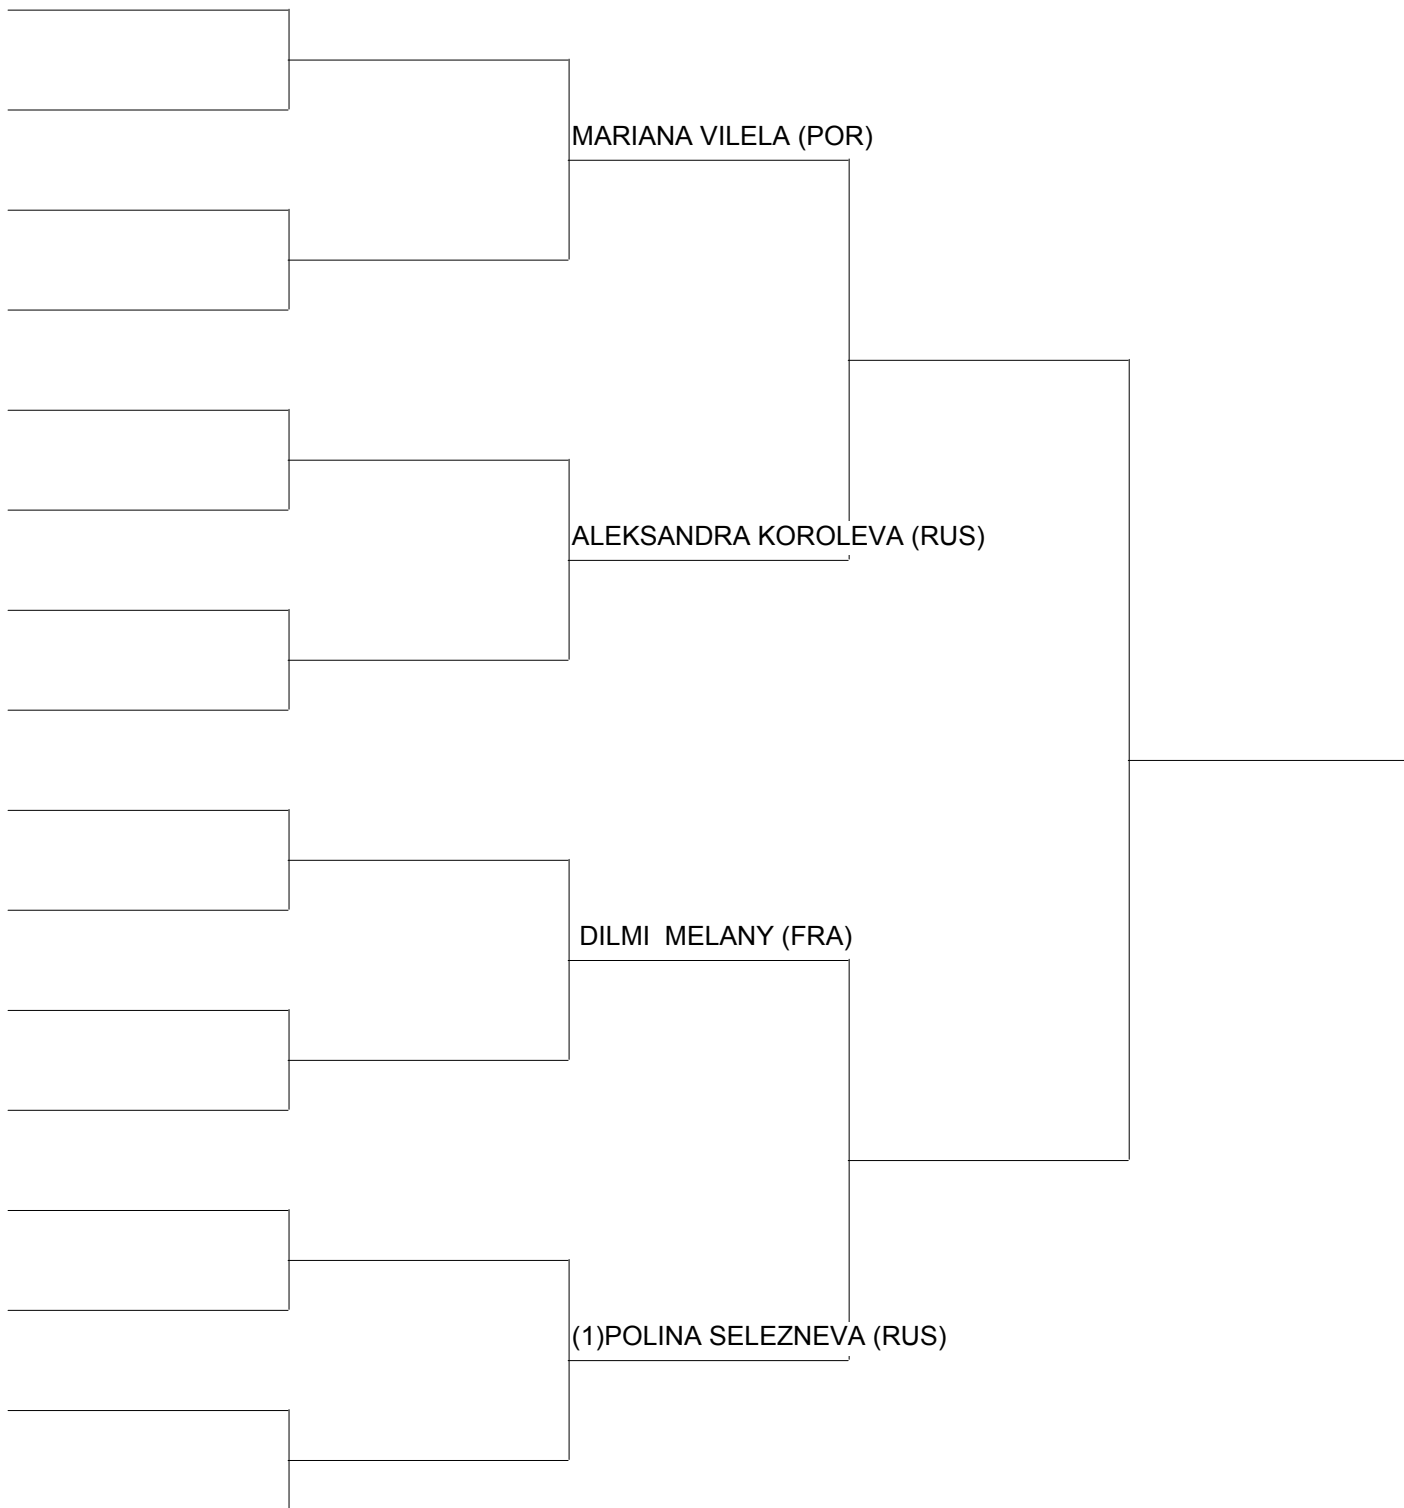 MARIANA VILELA (POR)
ALEKSANDRA KOROLEVA (RUS)
DILMI  MELANY (FRA)
(1)POLINA SELEZNEVA (RUS)